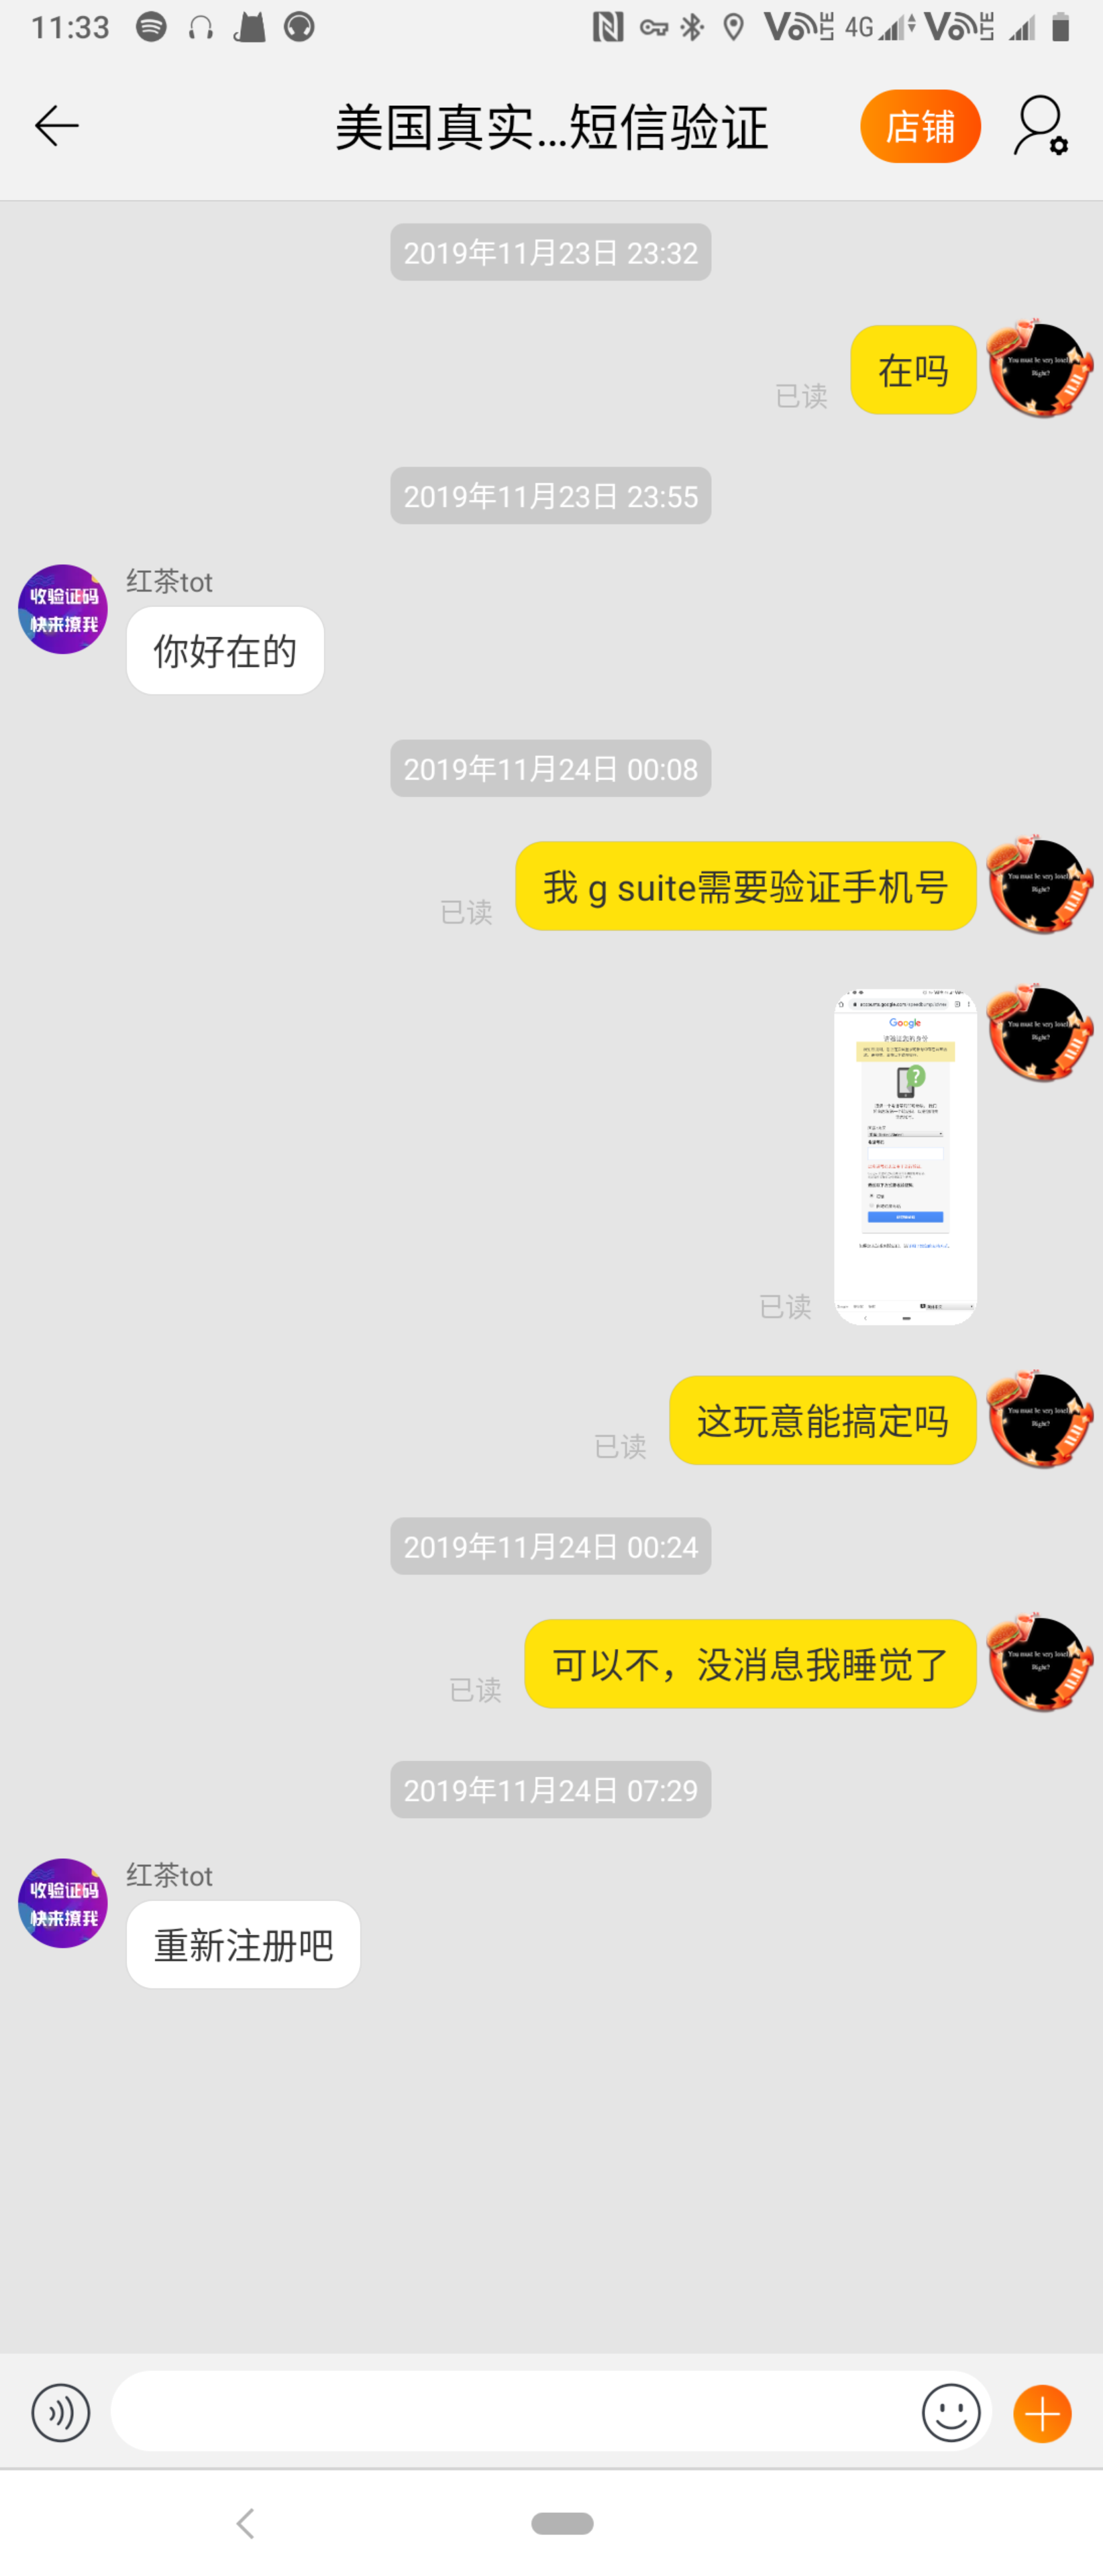 11:33
4G
美国真实...短信验证
店铺
2019年11月23日 23:32
在吗
已读
2019年11月23日 23:55
红茶tot
收验证码
快来撩我
你好在的
2019年11月24日 00:08
我 g suite需要验证手机号
已读
Google
请验证您的身份
已读
这玩意能搞定吗
已读
2019年11月24日 00:24
可以不，没消息我睡觉了
已读
2019年11月24日 07:29
红茶tot
收验证码
快来撩我
重新注册吧